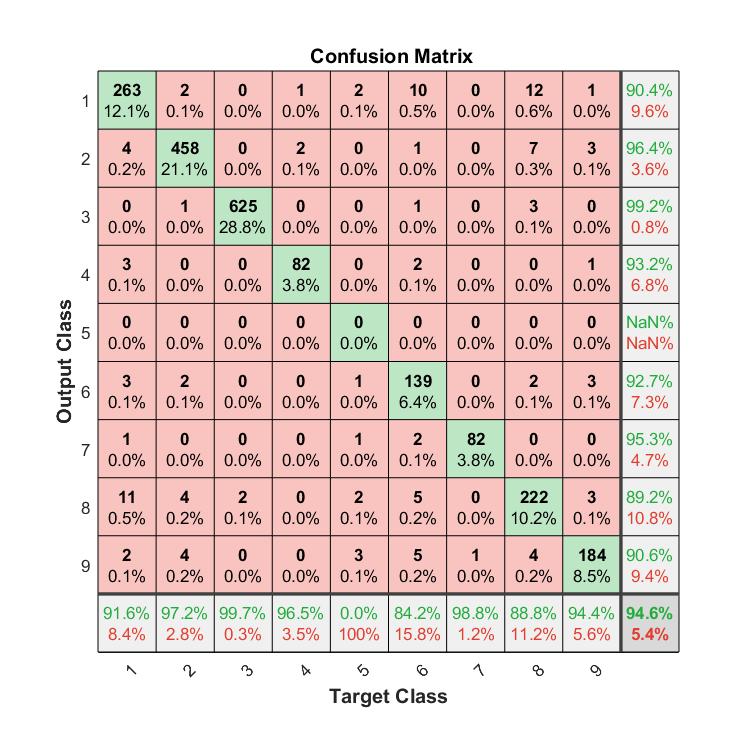 Confusion Matrix
263 2 0 1 2 10 0 12 1 90.4%
12.1% 0.1% 0.0% 0.0% 0.1% 0.5% 0.0% 0.6% 0.0% 9.6%
1
4 458 0 2 0 1 0 7 3 96.4%
0.2% 21.1% 0.0% 0.1% 0.0% 0.0% 0.0% 0.3% 0.1% 3.6%
2
0 1 625 0 0 1 0 3 0 99.2%
0.0% 0.0% 28.8% 0.0% 0.0% 0.0% 0.0% 0.1% 0.0% 0.8%
3
3 0 0 82 0 2 0 0 1 93.2%
0.1% 0.0% 0.0% 3.8% 0.0% 0.1% 0.0% 0.0% 0.0% 6.8%
4
0 0 0 0 0 0 0 0 0 NaN%
0.0% 0.0% 0.0% 0.0% 0.0% 0.0% 0.0% 0.0% 0.0% NaN%
5
3 2 0 0 1 139 0 2 3 92.7%
0.1% 0.1% 0.0% 0.0% 0.0% 6.4% 0.0% 0.1% 0.1% 7.3%
6
1 0 0 0 1 2 82 0 0 95.3%
0.0% 0.0% 0.0% 0.0% 0.0% 0.1% 3.8% 0.0% 0.0% 4.7%
7
11 4 2 0 2 5 0 222 3 89.2%
0.5% 0.2% 0.1% 0.0% 0.1% 0.2% 0.0% 10.2% 0.1% 10.8%
8
2 4 0 0 3 5 1 4 184 90.6%
0.1% 0.2% 0.0% 0.0% 0.1% 0.2% 0.0% 0.2% 8.5% 9.4%
9
91.6% 97.2% 99.7% 96.5% 0.0% 84.2% 98.8% 88.8% 94.4% 94.6%
8.4% 2.8% 0.3% 3.5% 100% 15.8% 1.2% 11.2% 5.6% 5.4%
1 2 3 4 5 6 7 8 9
Target Class
Output Class